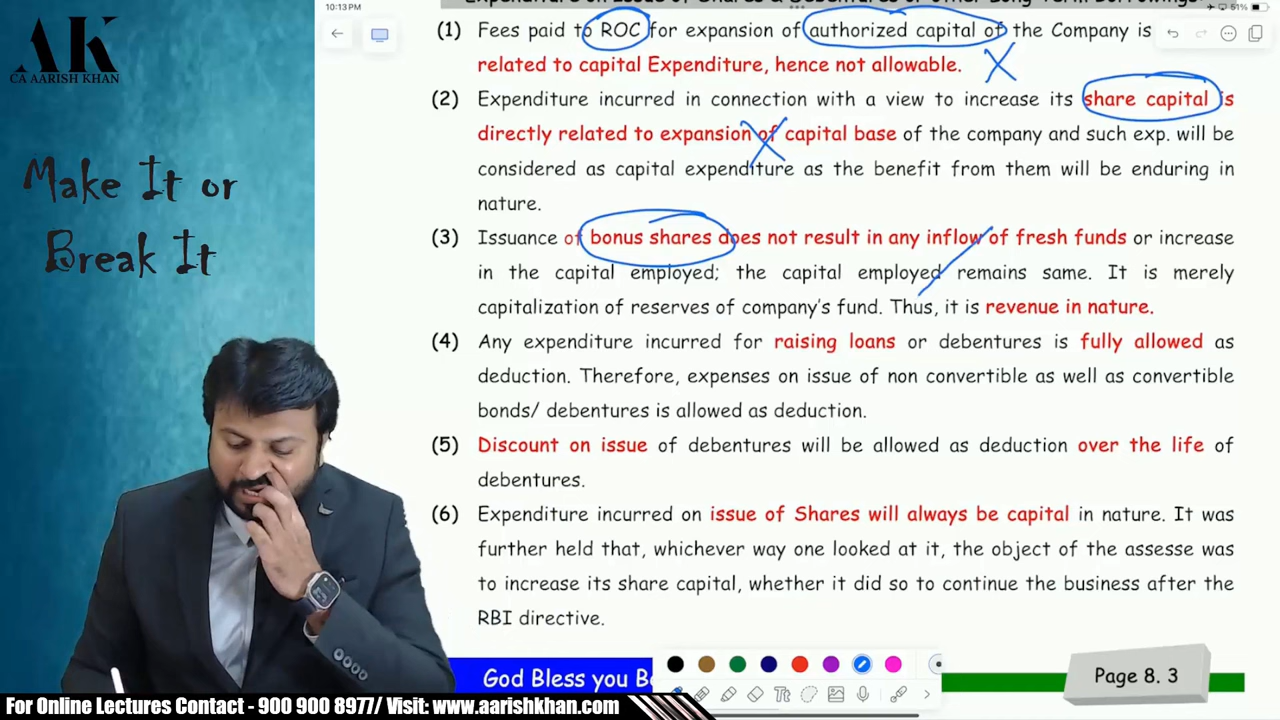 10:13 PM
51%
(1) Fees paid to ROC for expansion of authorized capital of the Company is
related to capital Expenditure, hence not allowable.
(2) Expenditure incurred in connection with a view to increase its share capital is
directly related to expansion of capital base of the company and such exp. will be
considered as capital expenditure as the benefit from them will be enduring in
nature.
(3) Issuance of bonus shares does not result in any inflow of fresh funds or increase
in the capital employed; the capital employed remains same. It is merely
capitalization of reserves of company's fund. Thus, it is revenue in nature.
(4) Any expenditure incurred for raising loans or debentures is fully allowed as
deduction. Therefore, expenses on issue of non convertible as well as convertible
bonds/ debentures is allowed as deduction.
(5) Discount on issue of debentures will be allowed as deduction over the life of
debentures.
(6) Expenditure incurred on issue of Shares will always be capital in nature. It was
further held that, whichever way one looked at it, the object of the assesse was
to increase its share capital, whether it did so to continue the business after the
RBI directive.
God Bless you
Page 8. 3
Tt
AK
CA AARISH KHAN
Make It or
Break It
For Online Lectures Contact - 900 900 8977/ Visit: www.aarishkhan.com